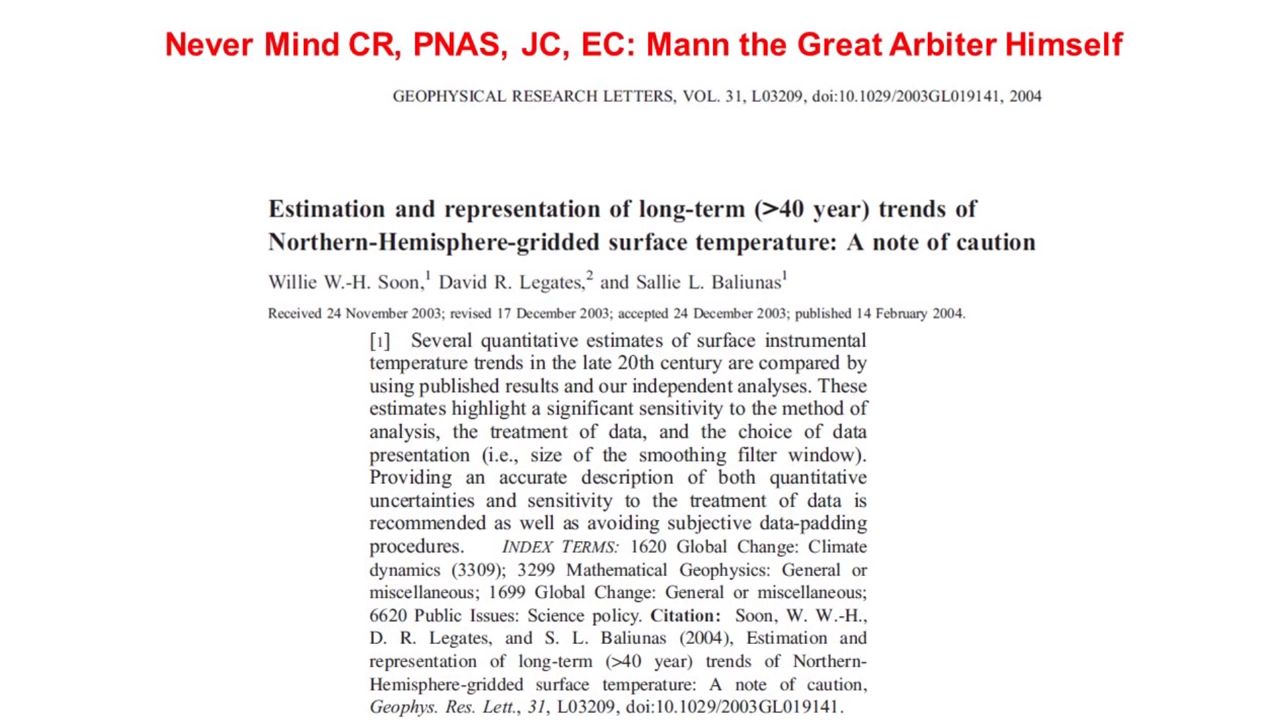 Never Mind CR, PNAS, JC, EC: Mann the Great Arbiter Himself
GEOPHYSICAL RESEARCH LETTERS, VOL. 31, L03209, doi:10.1029/2003GL019141, 2004
Estimation and representation of long-term (>40 year) trends of
Northern-Hemisphere-gridded surface temperature: A note of caution
Willie W.-H. Soon,¹ David R. Legates,² and Sallie L. Baliunas¹
Received 24 November 2003; revised 17 December 2003; accepted 24 December 2003; published 14 February 2004.
[1] Several quantitative estimates of surface instrumental
temperature trends in the late 20th century are compared by
using published results and our independent analyses. These
estimates highlight a significant sensitivity to the method of
analysis, the treatment of data, and the choice of data
presentation (i.e., size of the smoothing filter window).
Providing an accurate description of both quantitative
uncertainties and sensitivity to the treatment of data is
recommended as well as avoiding subjective data-padding
procedures. INDEX TERMS: 1620 Global Change: Climate
dynamics (3309); 3299 Mathematical Geophysics: General or
miscellaneous; 1699 Global Change: General or miscellaneous;
6620 Public Issues: Science policy. Citation: Soon, W. W.-H.,
D. R. Legates, and S. L. Baliunas (2004), Estimation and
representation of long-term (>40 year) trends of Northern-
Hemisphere-gridded surface temperature: A note of caution,
Geophys. Res. Lett., 31, L03209, doi:10.1029/2003GL019141.